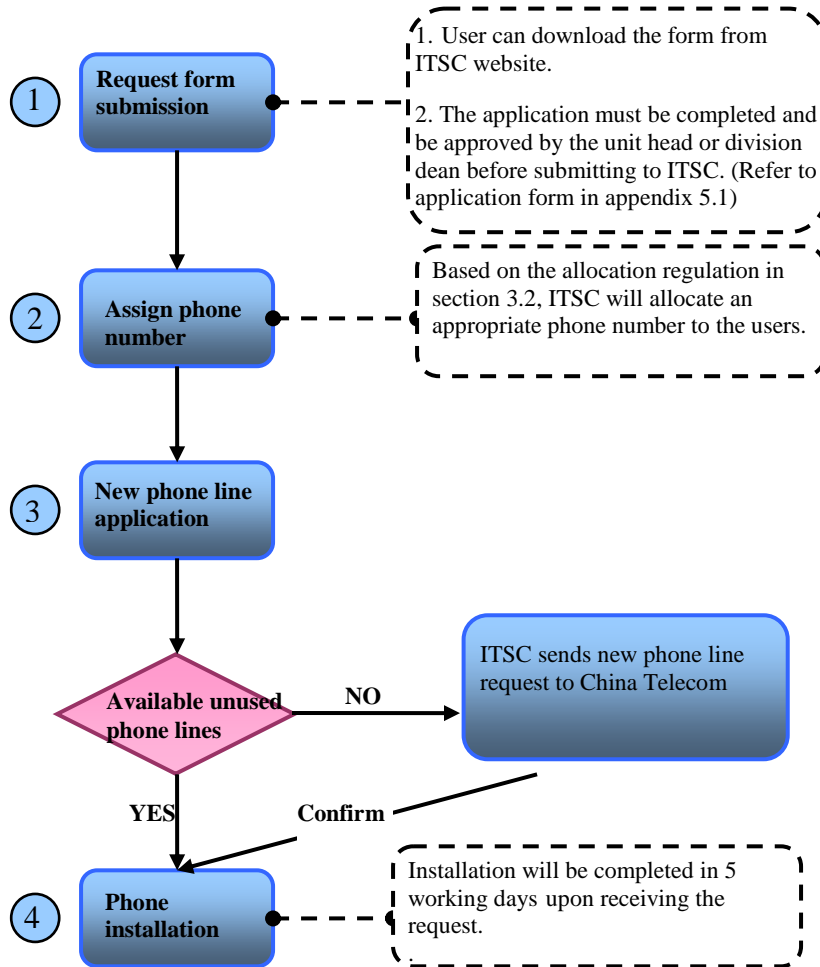 1
Request form
submission
1. User can download the form from
ITSC website.
2. The application must be completed and
be approved by the unit head or division
dean before submitting to ITSC. (Refer to
application form in appendix 5.1)
2
Assign phone
number
Based on the allocation regulation in
section 3.2, ITSC will allocate an
appropriate phone number to the users.
3
New phone line
application
Available unused
phone lines
NO
ITSC sends new phone line
request to China Telecom
YES
Confirm
4
Phone
installation
Installation will be completed in 5
working days upon receiving the
request.
.